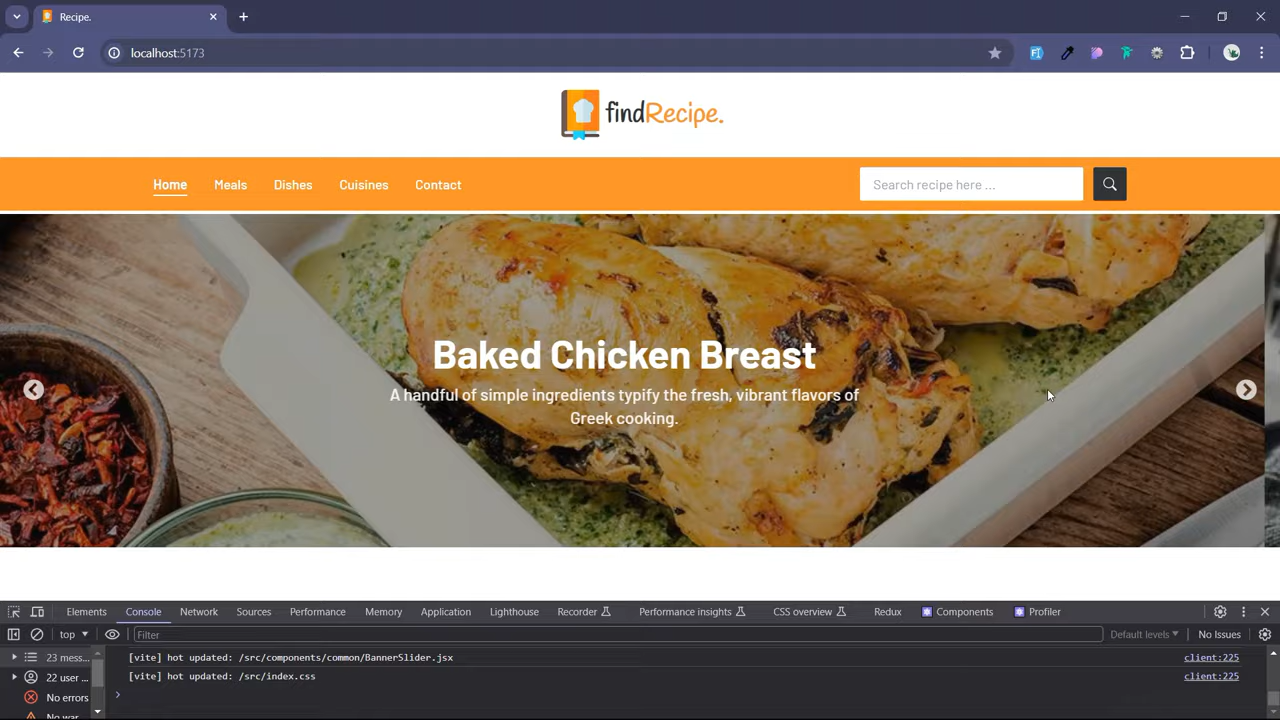 Recipe.
localhost:5173
findRecipe.
Home Meals Dishes Cuisines Contact
Search recipe here ...
Baked Chicken Breast
A handful of simple ingredients typify the fresh, vibrant flavors of
Greek cooking.
Elements Console Network Sources Performance Memory Application Lighthouse Recorder Performance insights CSS overview Redux Components Profiler
top Filter Default levels No Issues
23 mess...
[vite] hot updated: /src/components/common/BannerSlider.jsx client:225
22 user ...
[vite] hot updated: /src/index.css client:225
No errors
No war